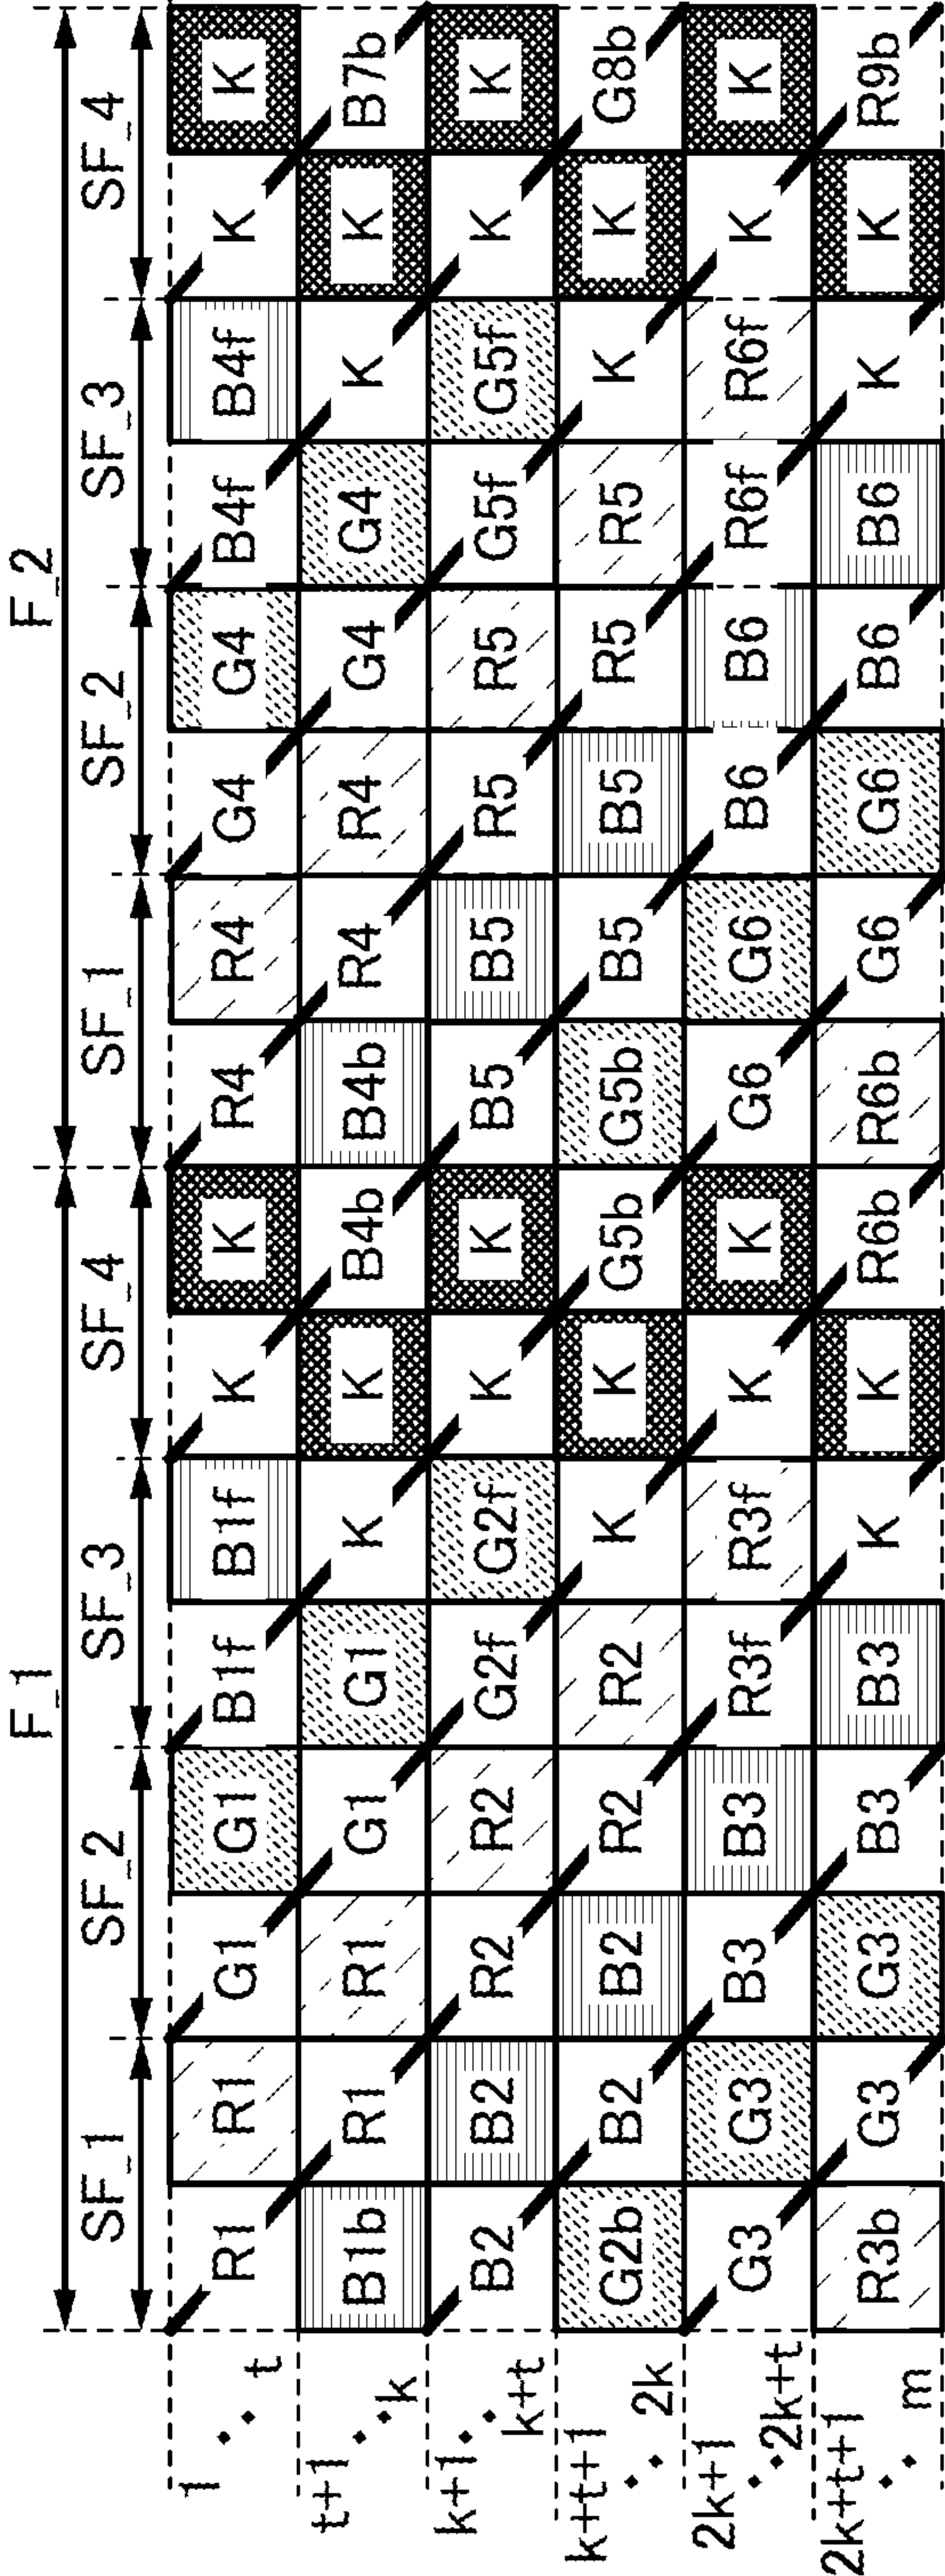 F_1 F_2
SF_1 SF_2 SF_3 SF_4 SF_1 SF_2 SF_3 SF_4
1 t R1 R1 G1 G1 B1f B1f K K R4 R4 G4 G4 B4f B4f K K
t+1 k B1b R1 R1 G1 G1 K K B4b B4b R4 R4 G4 G4 K K B7b
k+1 k+t B2 B2 R2 R2 G2f G2f K K B5 B5 R5 R5 G5f G5f K K
k+t+1 2k G2b B2 B2 R2 R2 K K G5b G5b B5 B5 R5 R5 K K G8b
2k+1 2k+t G3 G3 B3 B3 R3f R3f K K G6 G6 B6 B6 R6f R6f K K
2k+t+1 m R3b G3 G3 B3 B3 K K R6b R6b G6 G6 B6 B6 K K R9b